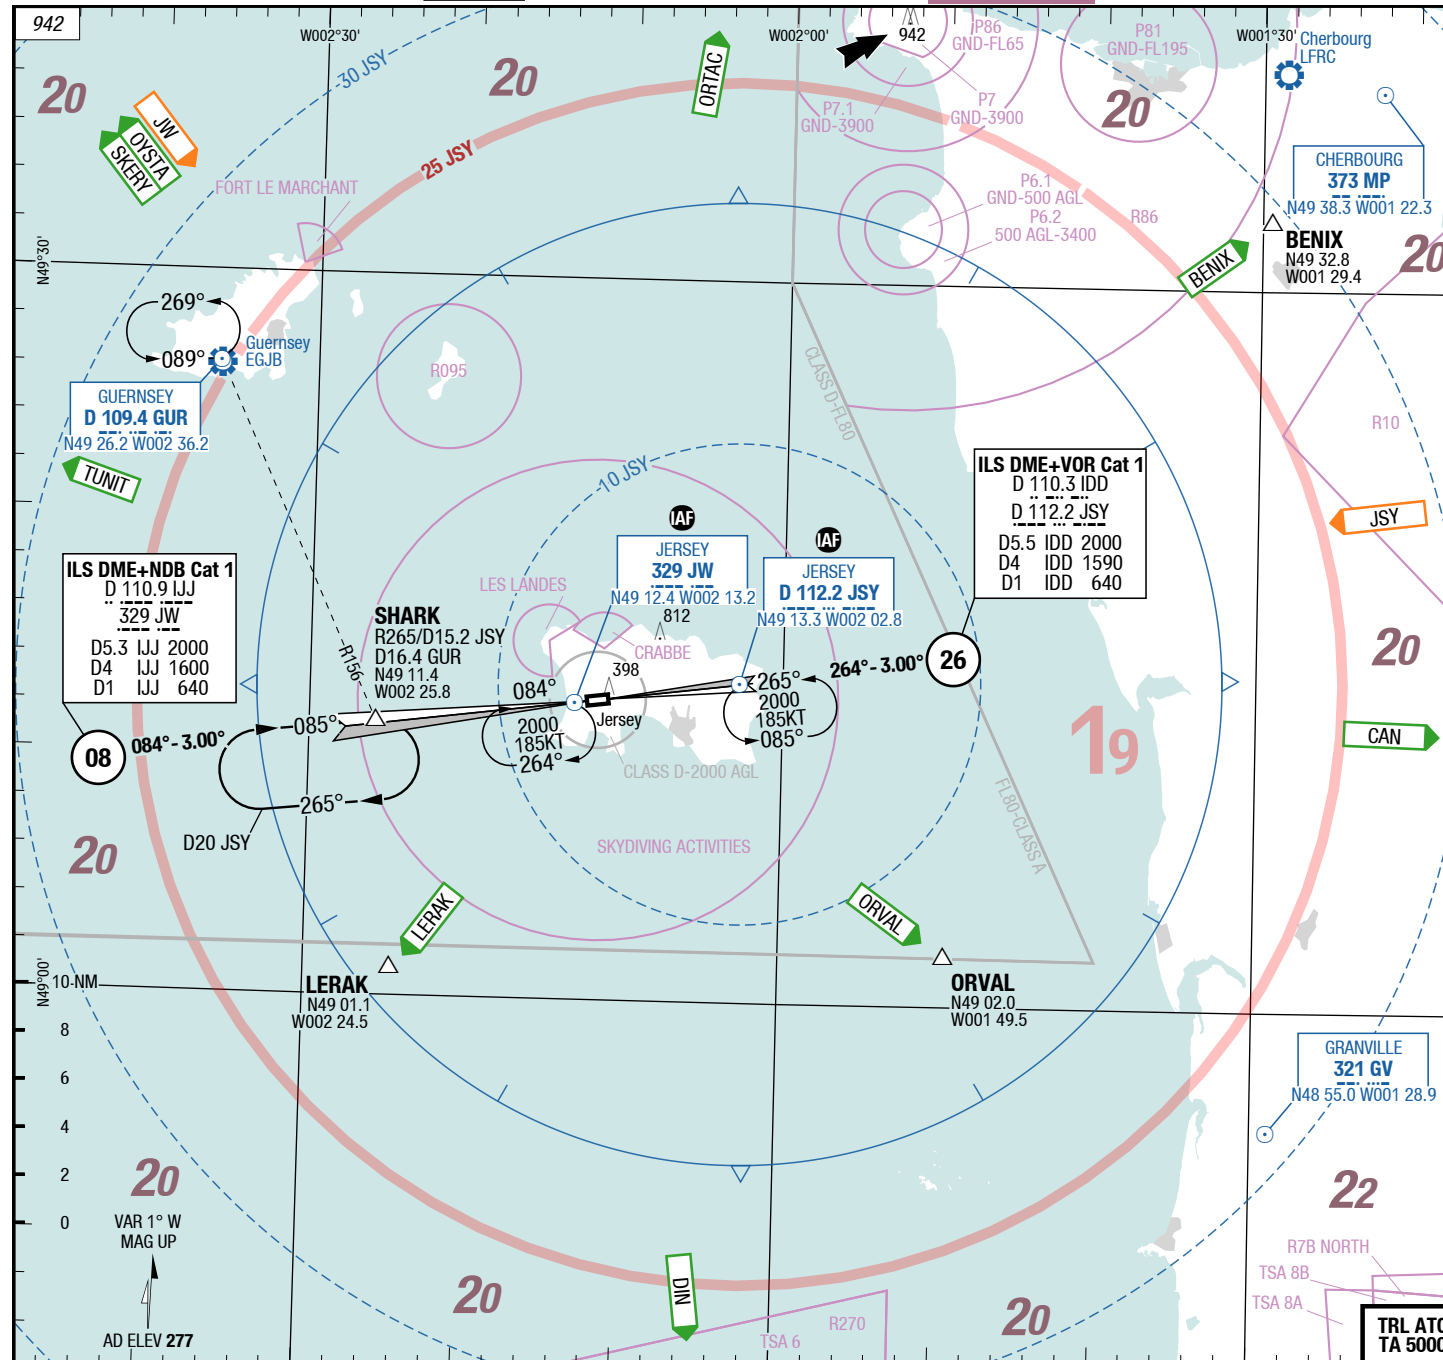 942
W002°30'
W002°00'
W001°30'
942
P86
GND-FL65
P81
GND-FL195
Cherbourg
LFRC
30 JSY
20
20
20
ORTAC
P7.1
GND-3900
P7
GND-3900
JW
OYSTA
SKERY
25 JSY
FORT LE MARCHANT
CHERBOURG
373 MP
N49 38.3 W001 22.3
P6.1
GND-500 AGL
P6.2
500 AGL-3400
R86
BENIX
N49 32.8
W001 29.4
BENIX
20
N49°30'
269°
089°
Guernsey
EGJB
GUERNSEY
D 109.4 GUR
N49 26.2 W002 36.2
R095
CLASS D-FL80
R10
TUNIT
10 JSY
ILS DME+VOR Cat 1
D 110.3 IDD
D 112.2 JSY
D5.5 IDD 2000
D4 IDD 1590
D1 IDD 640
JSY
IAF
JERSEY
329 JW
N49 12.4 W002 13.2
IAF
JERSEY
D 112.2 JSY
N49 13.3 W002 02.8
ILS DME+NDB Cat 1
D 110.9 IJJ
329 JW
D5.3 IJJ 2000
D4 IJJ 1600
D1 IJJ 640
LES LANDES
SHARK
R265/D15.2 JSY
D16.4 GUR
N49 11.4
W002 25.8
R156
812
CRABBE
398
264°- 3.00°
26
20
084°
265°
2000
185KT
085°
08
084°- 3.00°
085°
2000
185KT
264°
Jersey
CLASS D-2000 AGL
19
CAN
265°
D20 JSY
20
SKYDIVING ACTIVITIES
FL80-CLASS A
LERAK
ORVAL
N49°00'
10-NM
8
6
4
2
0
LERAK
N49 01.1
W002 24.5
ORVAL
N49 02.0
W001 49.5
GRANVILLE
321 GV
N48 55.0 W001 28.9
20
22
VAR 1° W
MAG UP
AD ELEV 277
20
DIN
20
R270
TSA 6
R7B NORTH
TSA 8B
TSA 8A
TA 5000